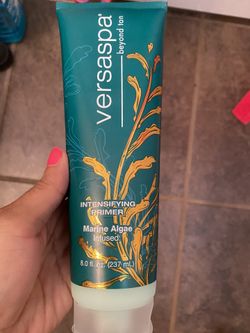 versaspa®
beyond tan
INTENSIFYING
PRIMER
Marine Algae
Infused
8.0 fl. oz. (237 mL)